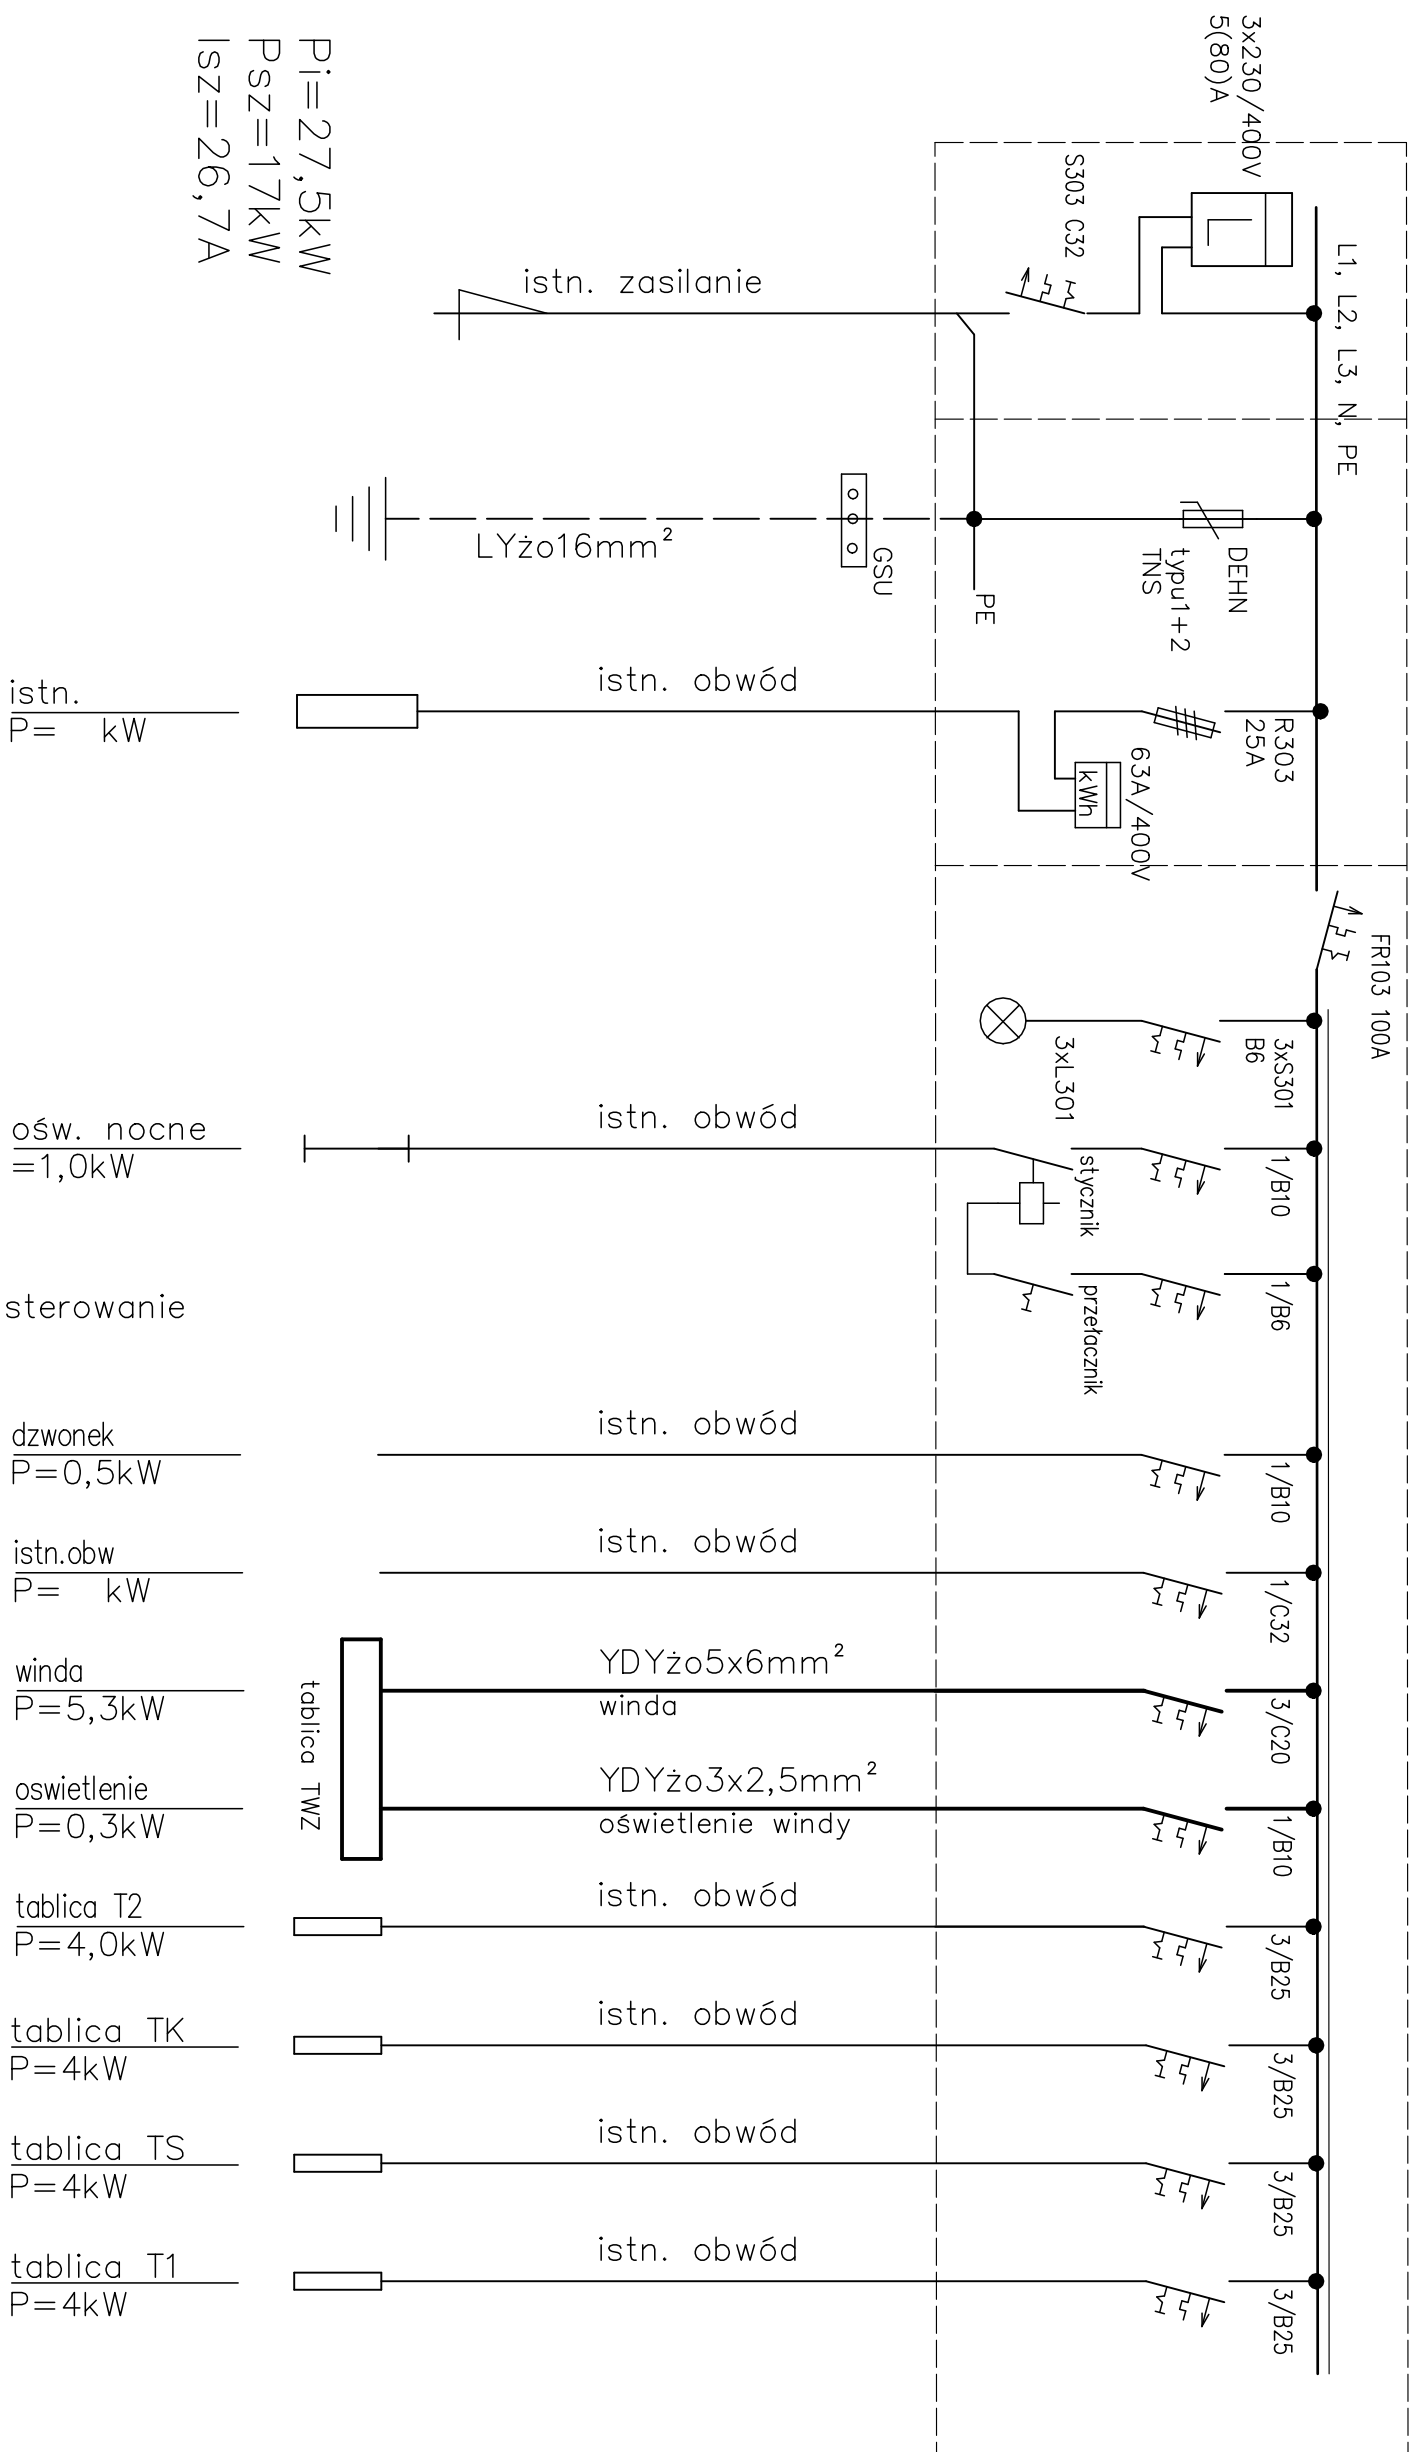 3x230/400V
5(80)A
S303 C32
L1, L2, L3, N, PE
Pi=27,5kW
Psz=17kW
Isz=26,7A
istn. zasilanie
LYżo16mm²
GSU
PE
DEHN
typu1+2
TNS
istn.
P= kW
istn. obwód
R303
25A
63A/400V
kWh
FR103 100A
3xS301
B6
3xL301
ośw. nocne
=1,0kW
istn. obwód
stycznik
1/B10
sterowanie
przełacznik
1/B6
dzwonek
P=0,5kW
istn. obwód
1/B10
istn.obw
P= kW
istn. obwód
1/C32
winda
P=5,3kW
tablica TWZ
YDYżo5x6mm²
winda
3/C20
oswietlenie
P=0,3kW
YDYżo3x2,5mm²
oświetlenie windy
1/B10
tablica T2
P=4,0kW
istn. obwód
3/B25
tablica TK
P=4kW
istn. obwód
3/B25
tablica TS
P=4kW
istn. obwód
3/B25
tablica T1
P=4kW
istn. obwód
3/B25